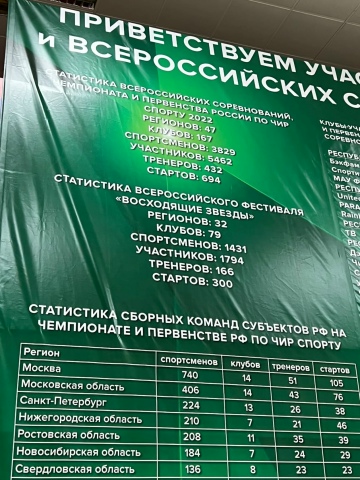 ПРИВЕТСТВУЕМ
И ВСЕРОССИЙСКИХ
СТАТИСТИКА ВСЕРОССИЙСКИХ СОРЕВНОВАНИЙ,
ЧЕМПИОНАТА И ПЕРВЕНСТВА РОССИИ ПО ЧИР
СПОРТУ 2022
РЕГИОНОВ: 47
КЛУБОВ: 167
СПОРТСМЕНОВ: 3829
УЧАСТНИКОВ: 5462
ТРЕНЕРОВ: 432
СТАРТОВ: 694
СТАТИСТИКА ВСЕРОССИЙСКОГО ФЕСТИВАЛЯ
«ВОСХОДЯЩИЕ ЗВЕЗДЫ»
РЕГИОНОВ: 32
КЛУБОВ: 79
СПОРТСМЕНОВ: 1431
УЧАСТНИКОВ: 1794
ТРЕНЕРОВ: 166
СТАРТОВ: 300
СТАТИСТИКА СБОРНЫХ КОМАНД СУБЪЕКТОВ РФ НА
ЧЕМПИОНАТЕ И ПЕРВЕНСТВЕ РФ ПО ЧИР СПОРТУ
Регион спортсменов клубов тренеров стартов
Москва 740 14 51 105
Московская область 406 14 43 76
Санкт-Петербург 224 13 26 38
Нижегородская область 210 7 21 46
Ростовская область 208 11 35 39
Новосибирская область 184 7 24 29
Свердловская область 136 8 23 23